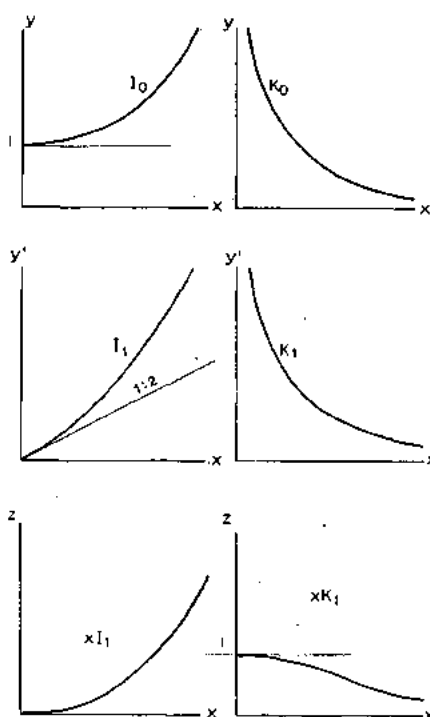 y y
I₀ K₀
1
x x
y' y'
I₁ K₁
1:2
x x
z z
xI₁ xK₁
1
x x